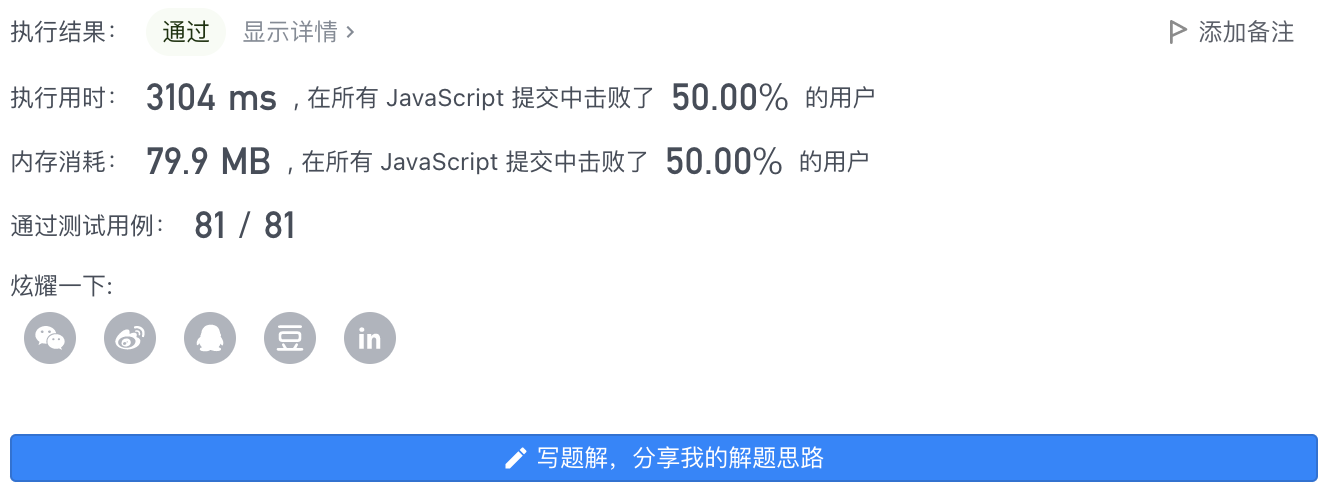 执行结果： 通过 显示详情 › 添加备注
执行用时： 3104 ms , 在所有 JavaScript 提交中击败了 50.00% 的用户
内存消耗： 79.9 MB , 在所有 JavaScript 提交中击败了 50.00% 的用户
通过测试用例： 81 / 81
炫耀一下:
豆 in
写题解，分享我的解题思路